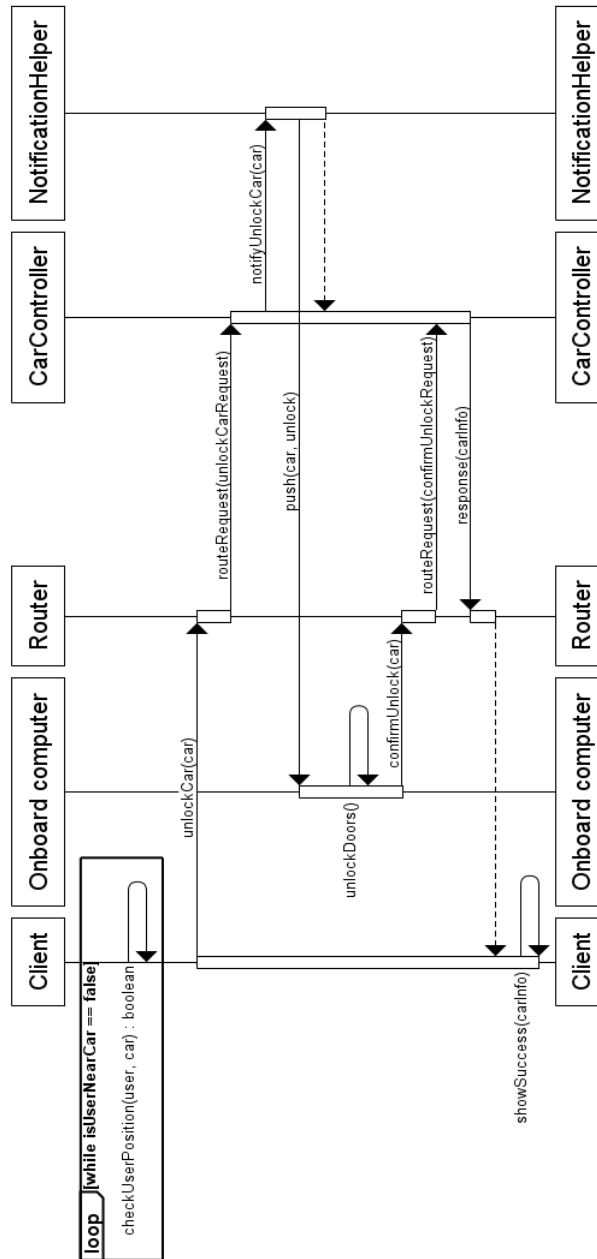 Client
Onboard computer
Router
CarController
NotificationHelper
loop
[while isUserNearCar == false]
checkUserPosition(user, car) : boolean
unlockCar(car)
routeRequest(unlockCarRequest)
notifyUnlockCar(car)
push(car, unlock)
unlockDoors()
confirmUnlock(car)
routeRequest(confirmUnlockRequest)
response(carInfo)
showSuccess(carInfo)
Client
Onboard computer
Router
CarController
NotificationHelper